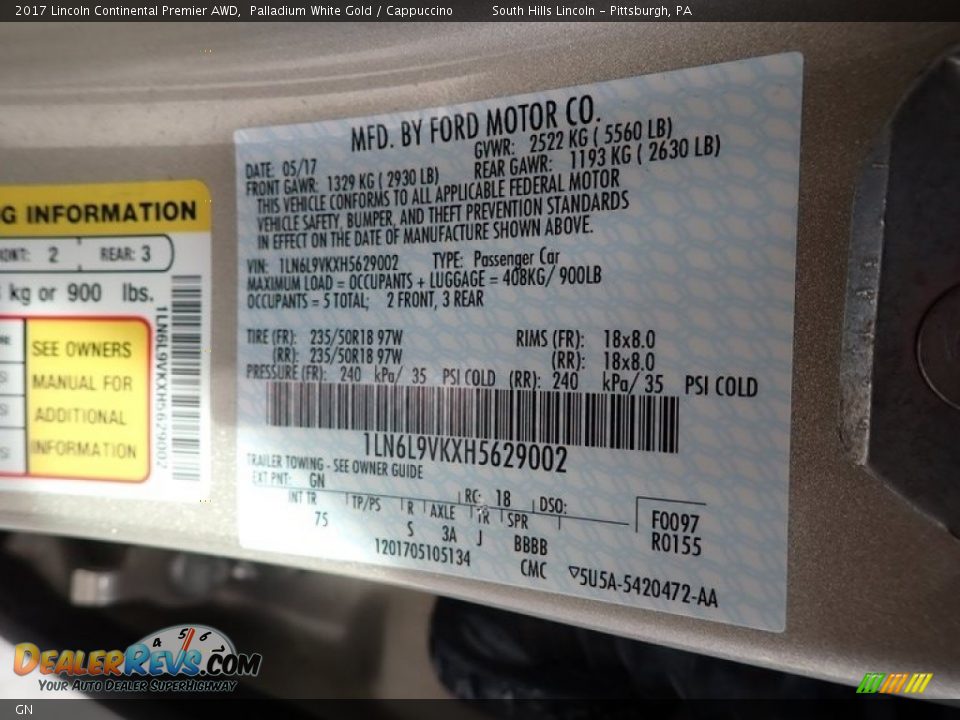 2017 Lincoln Continental Premier AWD, Palladium White Gold / Cappuccino South Hills Lincoln - Pittsburgh, PA
MFD. BY FORD MOTOR CO.
DATE: 05/17 GVWR: 2522 KG ( 5560 LB)
FRONT GAWR: 1329 KG ( 2930 LB) REAR GAWR: 1193 KG ( 2630 LB)
THIS VEHICLE CONFORMS TO ALL APPLICABLE FEDERAL MOTOR
VEHICLE SAFETY, BUMPER, AND THEFT PREVENTION STANDARDS
IN EFFECT ON THE DATE OF MANUFACTURE SHOWN ABOVE.
VIN: 1LN6L9VKXH5629002 TYPE: Passenger Car
MAXIMUM LOAD = OCCUPANTS + LUGGAGE = 408KG/ 900LB
OCCUPANTS = 5 TOTAL; 2 FRONT, 3 REAR
TIRE (FR): 235/50R18 97W RIMS (FR): 18x8.0
(RR): 235/50R18 97W (RR): 18x8.0
PRESSURE (FR): 240 kPa/ 35 PSI COLD (RR): 240 kPa/ 35 PSI COLD
1LN6L9VKXH5629002
TRAILER TOWING - SEE OWNER GUIDE
EXT PNT: GN RC: 18 DSO:
INT TR TP/PS R AXLE TR SPR
75 S 3A J BBBB
F0097
R0155
1201705105134 CMC ▽5U5A-5420472-AA
G INFORMATION
FRONT: 2 REAR: 3
kg or 900 lbs.
SEE OWNERS
MANUAL FOR
ADDITIONAL
INFORMATION
1LN6L9VKXH5629002
4 5 6
DEALERREVS.COM
Your Auto Dealer SuperHighway
GN